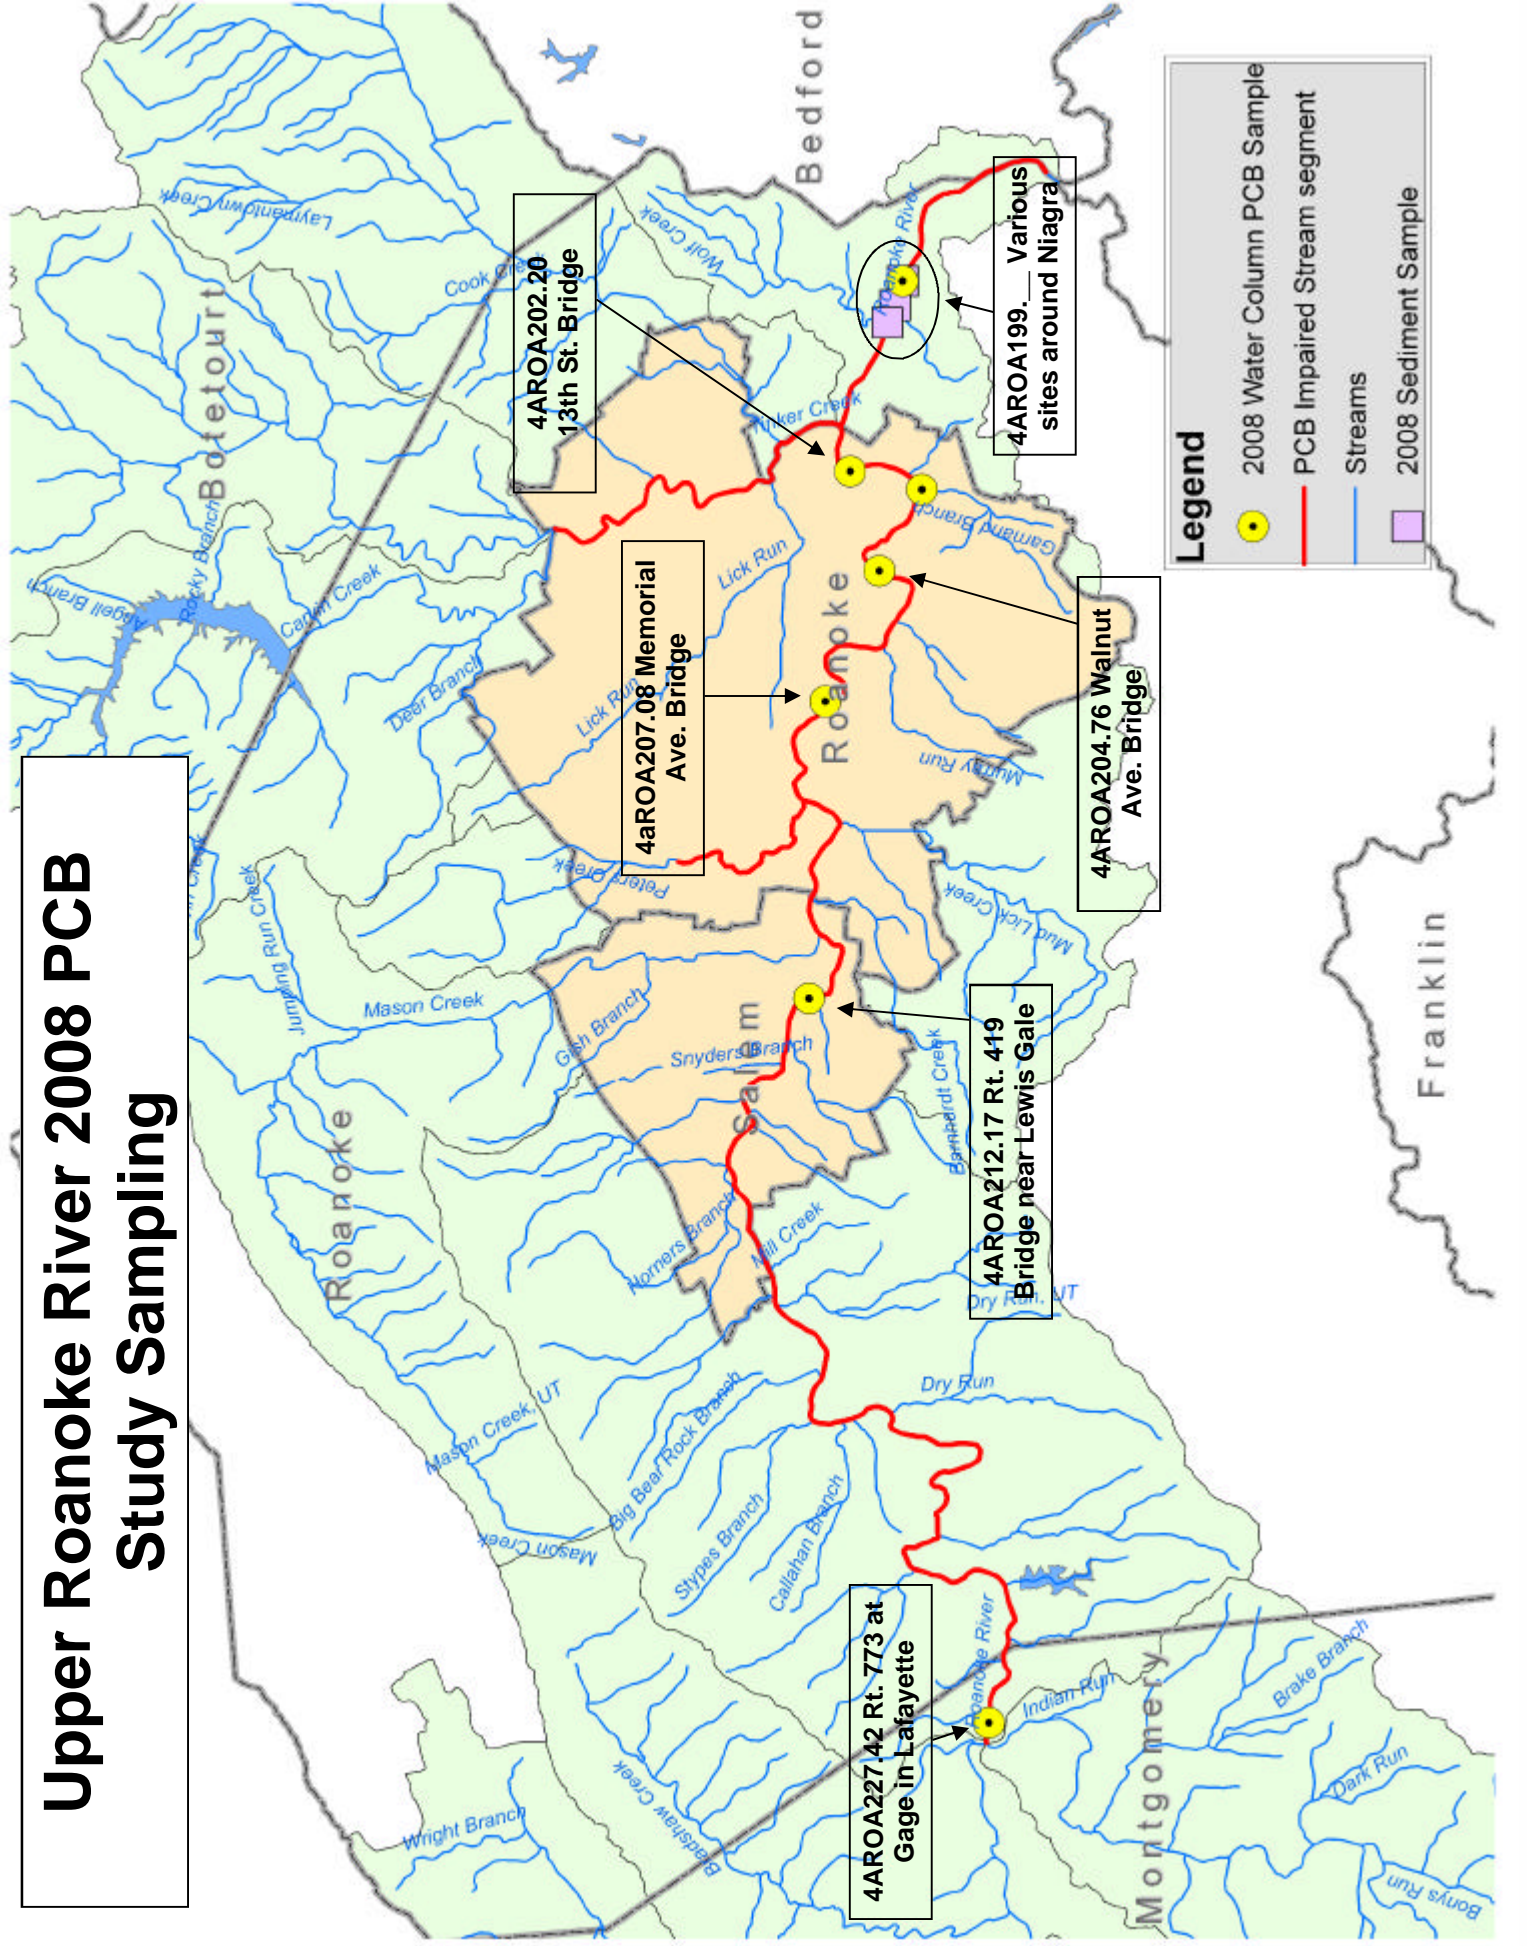 Upper Roanoke River 2008 PCB
Study Sampling
Botetourt
Bedford
Roanoke
Roanoke
Salem
Franklin
Montgomery
4AROA202.20
13th St. Bridge
4aROA207.08 Memorial
Ave. Bridge
4AROA199.__ Various
sites around Niagra
4AROA204.76 Walnut
Ave. Bridge
4AROA212.17 Rt. 419
Bridge near Lewis Gale
4AROA227.42 Rt. 773 at
Gage in Lafayette
Laymantown Creek
Cook Creek
Wolf Creek
Roanoke River
Tinker Creek
Garnand Branch
Lick Run
Lick Run
Murray Run
Angell Branch
Rocky Branch
Carvin Creek
Deer Branch
Peters Creek
Mud Lick Creek
Jumping Run Creek
Mason Creek
Gish Branch
Snyders Branch
Barnhardt Creek
Horners Branch
Mill Creek
Dry Run, UT
Dry Run
Mason Creek, UT
Big Bear Rock Branch
Mason Creek
Stypes Branch
Callahan Branch
Roanoke River
Indian Run
Brake Branch
Dark Run
Bonys Run
Bradshaw Creek
Wright Branch
Creek
Legend
2008 Water Column PCB Sample
PCB Impaired Stream segment
Streams
2008 Sediment Sample